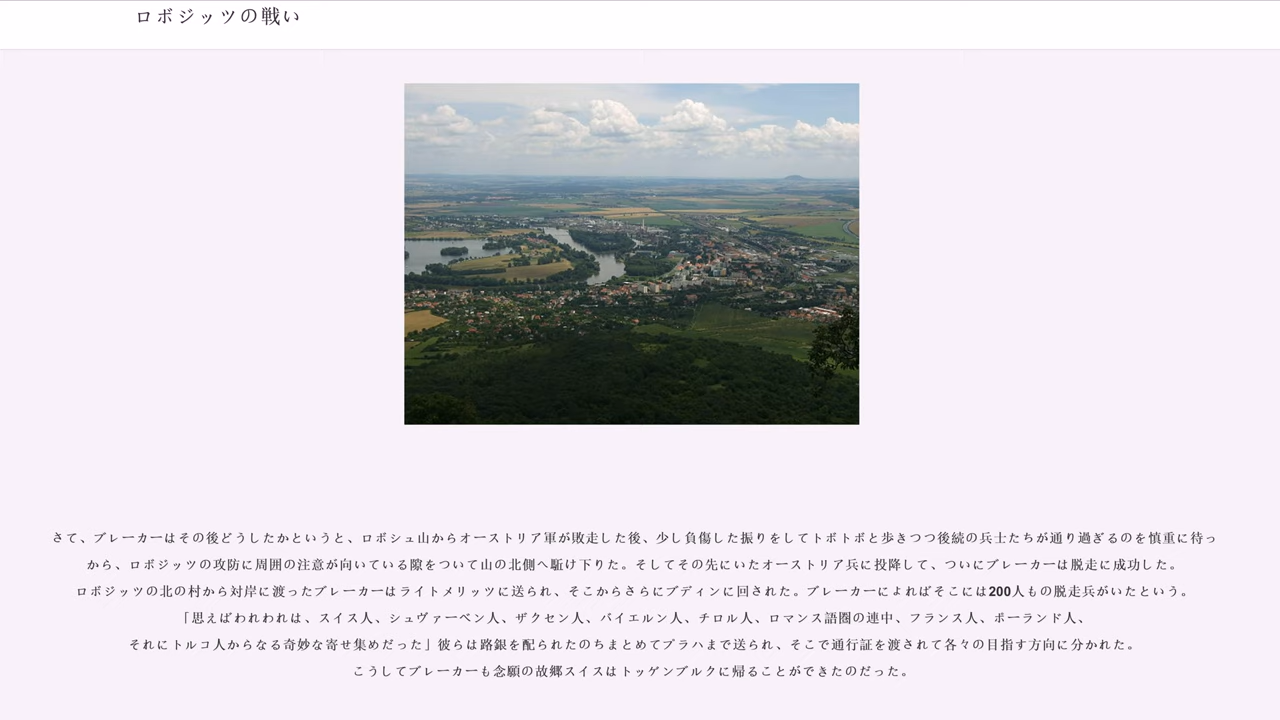 ロボジッツの戦い
さて、ブレーカーはその後どうしたかというと、ロボシュ山からオーストリア軍が敗走した後、少し負傷した振りをしてトボトボと歩きつつ後続の兵士たちが通り過ぎるのを慎重に待っ
から、ロボジッツの攻防に周囲の注意が向いている隙をついて山の北側へ駈け下りた。そしてその先にいたオーストリア兵に投降して、ついにブレーカーは脱走に成功した。
ロボジッツの北の村から対岸に渡ったブレーカーはライトメリッツに送られ、そこからさらにブディンに回された。ブレーカーによればそこには200人もの脱走兵がいたという。
「思えばわれわれは、スイス人、シュヴァーベン人、ザクセン人、バイエルン人、チロル人、ロマンス語圏の連中、フランス人、ポーランド人、
それにトルコ人からなる奇妙な寄せ集めだった」彼らは路銀を配られたのちまとめてプラハまで送られ、そこで通行証を渡されて各々の目指す方向に分かれた。
こうしてブレーカーも念願の故郷スイスはトッゲンブルクに帰ることができたのだった。